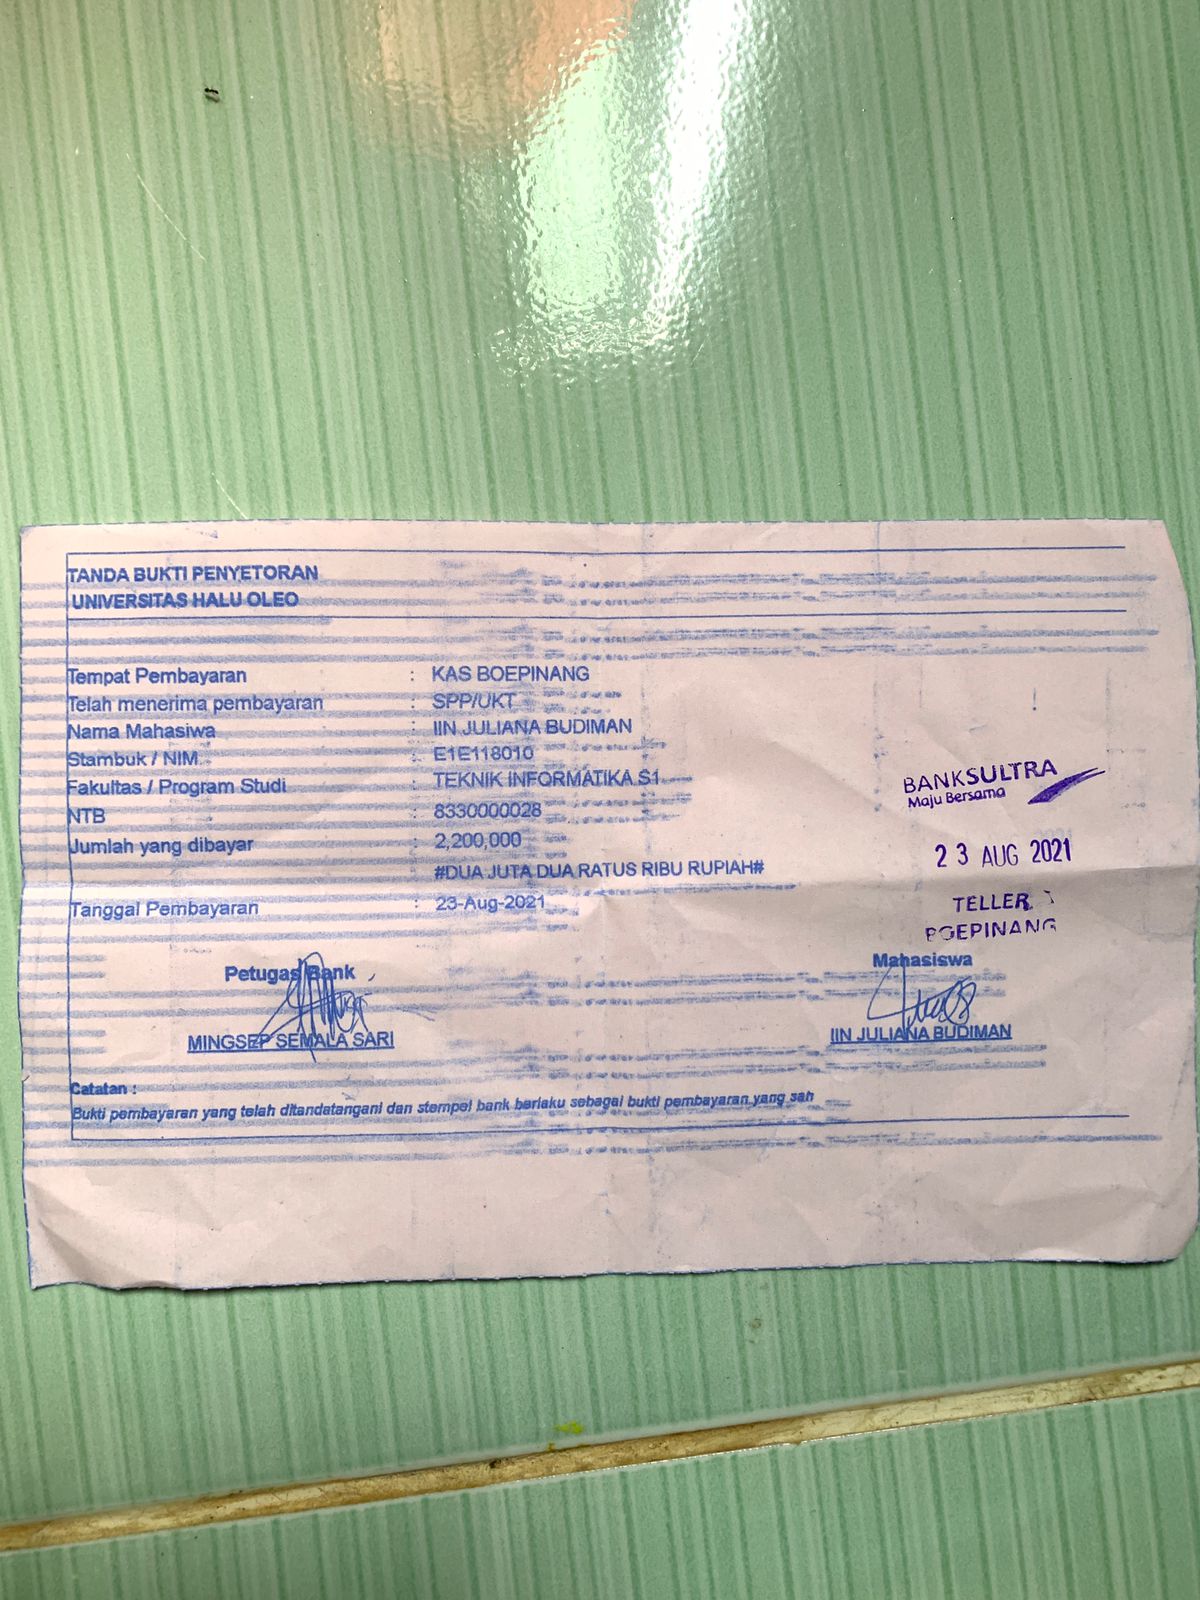 TANDA BUKTI PENYETORAN
UNIVERSITAS HALU OLEO
Tempat Pembayaran : KAS BOEPINANG
Telah menerima pembayaran : SPP/UKT
Nama Mahasiwa : IIN JULIANA BUDIMAN
Stambuk / NIM : E1E118010
Fakultas / Program Studi : TEKNIK INFORMATIKA S1
NTB : 8330000028
Jumlah yang dibayar : 2,200,000
#DUA JUTA DUA RATUS RIBU RUPIAH#
Tanggal Pembayaran : 23-Aug-2021
BANKSULTRA
Maju Bersama
23 AUG 2021
TELLER
BOEPINANG
Petugas Bank
Mahasiswa
MINGSEP SEMALA SARI
IIN JULIANA BUDIMAN
Catatan :
Bukti pembayaran yang telah ditandatangani dan stempel bank berlaku sebagai bukti pembayaran yang sah